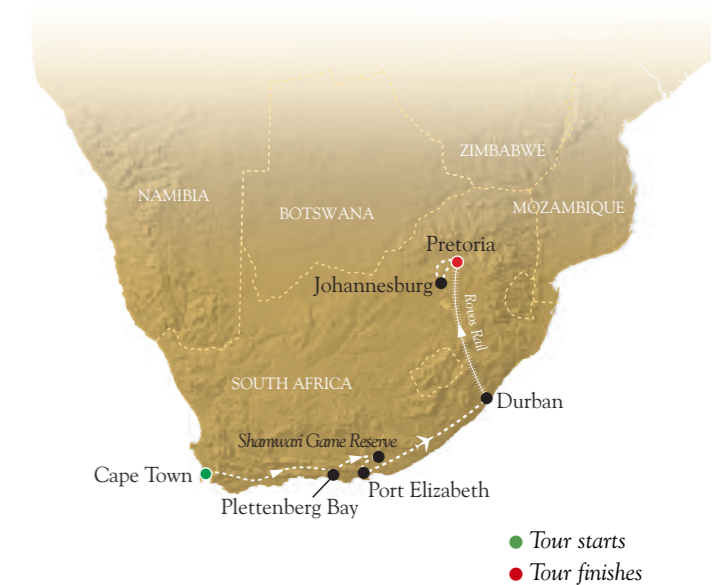 ZIMBABWE
NAMIBIA
BOTSWANA
MOZAMBIQUE
Pretoria
Johannesburg
Rovos Rail
SOUTH AFRICA
Durban
Shamwari Game Reserve
Cape Town
Port Elizabeth
Plettenberg Bay
Tour starts
Tour finishes